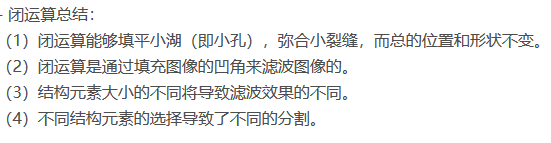 - 闭运算总结：
（1）闭运算能够填平小湖（即小孔），弥合小裂缝，而总的位置和形状不变。
（2）闭运算是通过填充图像的凹角来滤波图像的。
（3）结构元素大小的不同将导致滤波效果的不同。
（4）不同结构元素的选择导致了不同的分割。